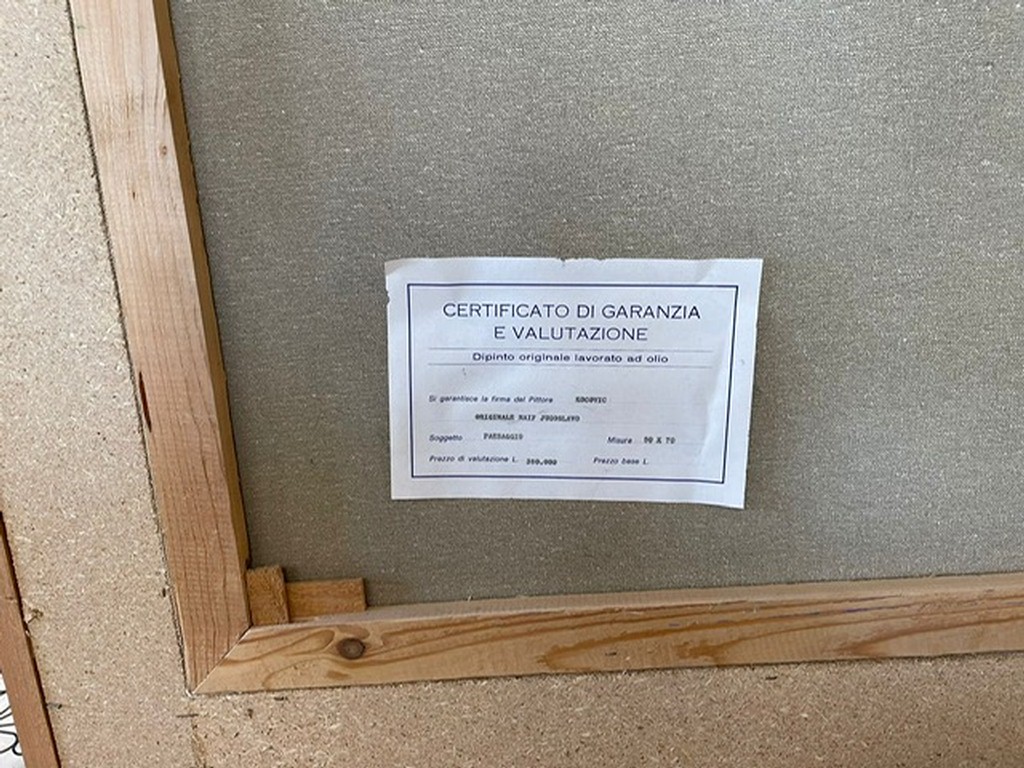 CERTIFICATO DI GARANZIA
E VALUTAZIONE
Dipinto originale lavorato ad olio
Si garantisce la firma del Pittore
ORIGINALE NAIF JUGOSLAVO
Soggetto PAESAGGIO Misura 50 X 70
Prezzo di valutazione L. Prezzo base L.